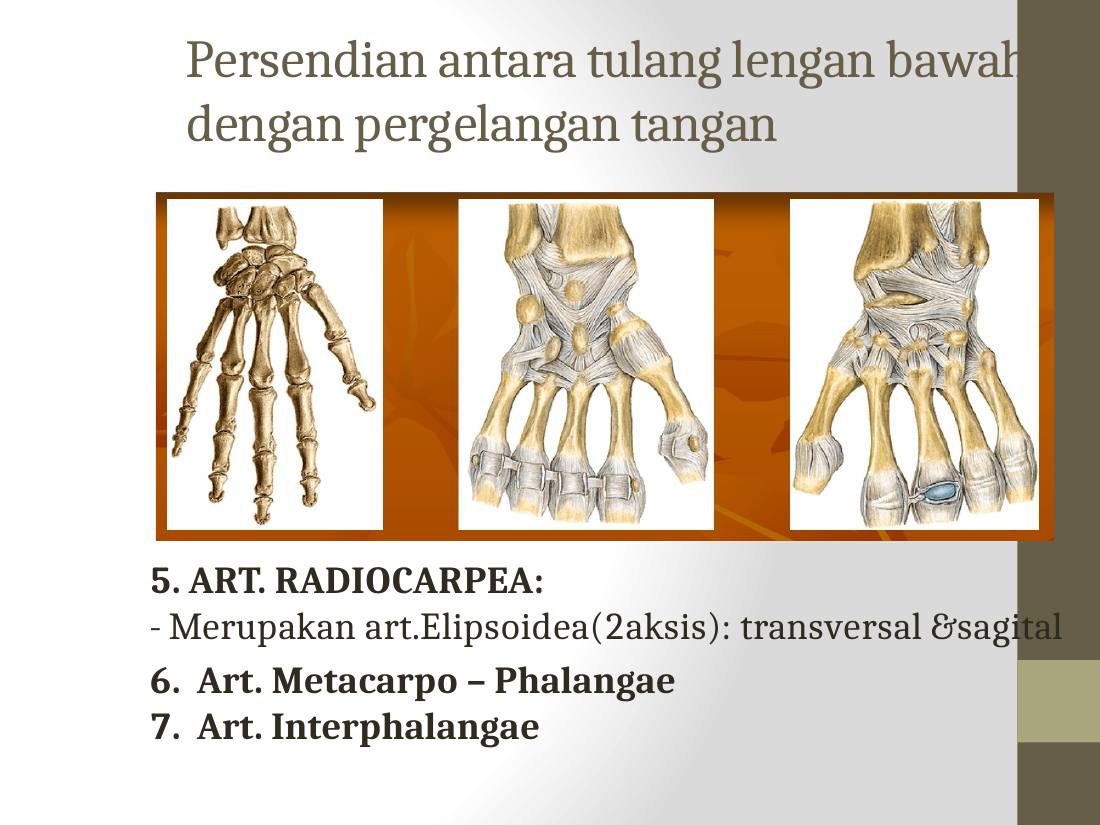 Persendian antara tulang lengan bawah
dengan pergelangan tangan
5. ART. RADIOCARPEA:
- Merupakan art.Elipsoidea(2aksis): transversal &sagital
6. Art. Metacarpo – Phalangae
7. Art. Interphalangae